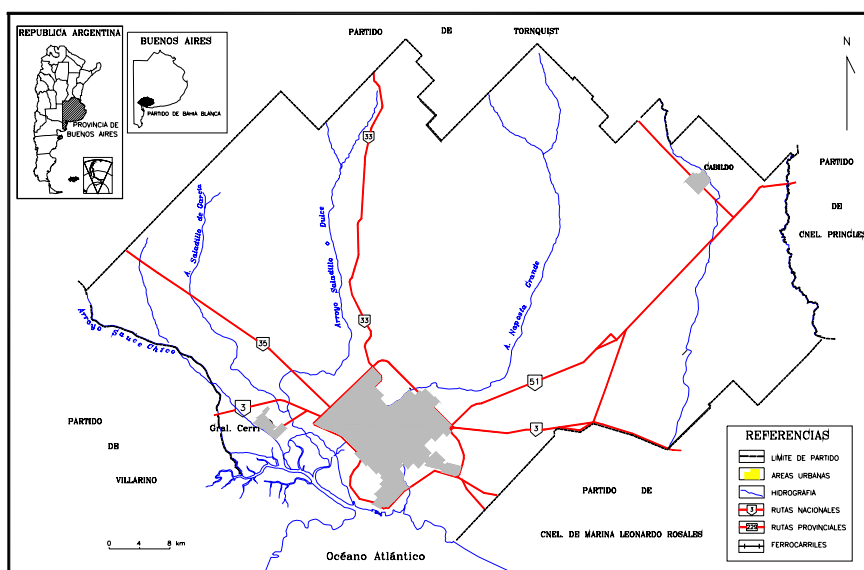 REPUBLICA ARGENTINA
PROVINCIA DE
BUENOS AIRES
BUENOS AIRES
PARTIDO DE BAHIA BLANCA
PARTIDO DE TORNQUIST
N
33
A. Saladillo de García
Arroyo Saladillo o Dulce
A. Naposta Grande
CABILDO
PARTIDO
DE
CNEL. PRINGLES
Arroyo Sauce Chico
33
35
51
3
3
Gral. Cerri
PARTIDO
DE
VILLARINO
PARTIDO DE
CNEL. DE MARINA LEONARDO ROSALES
Océano Atlántico
0 4 8 km
REFERENCIAS
LÍMITE DE PARTIDO
AREAS URBANAS
HIDROGRAFIA
3 RUTAS NACIONALES
229 RUTAS PROVINCIALES
FERROCARRILES